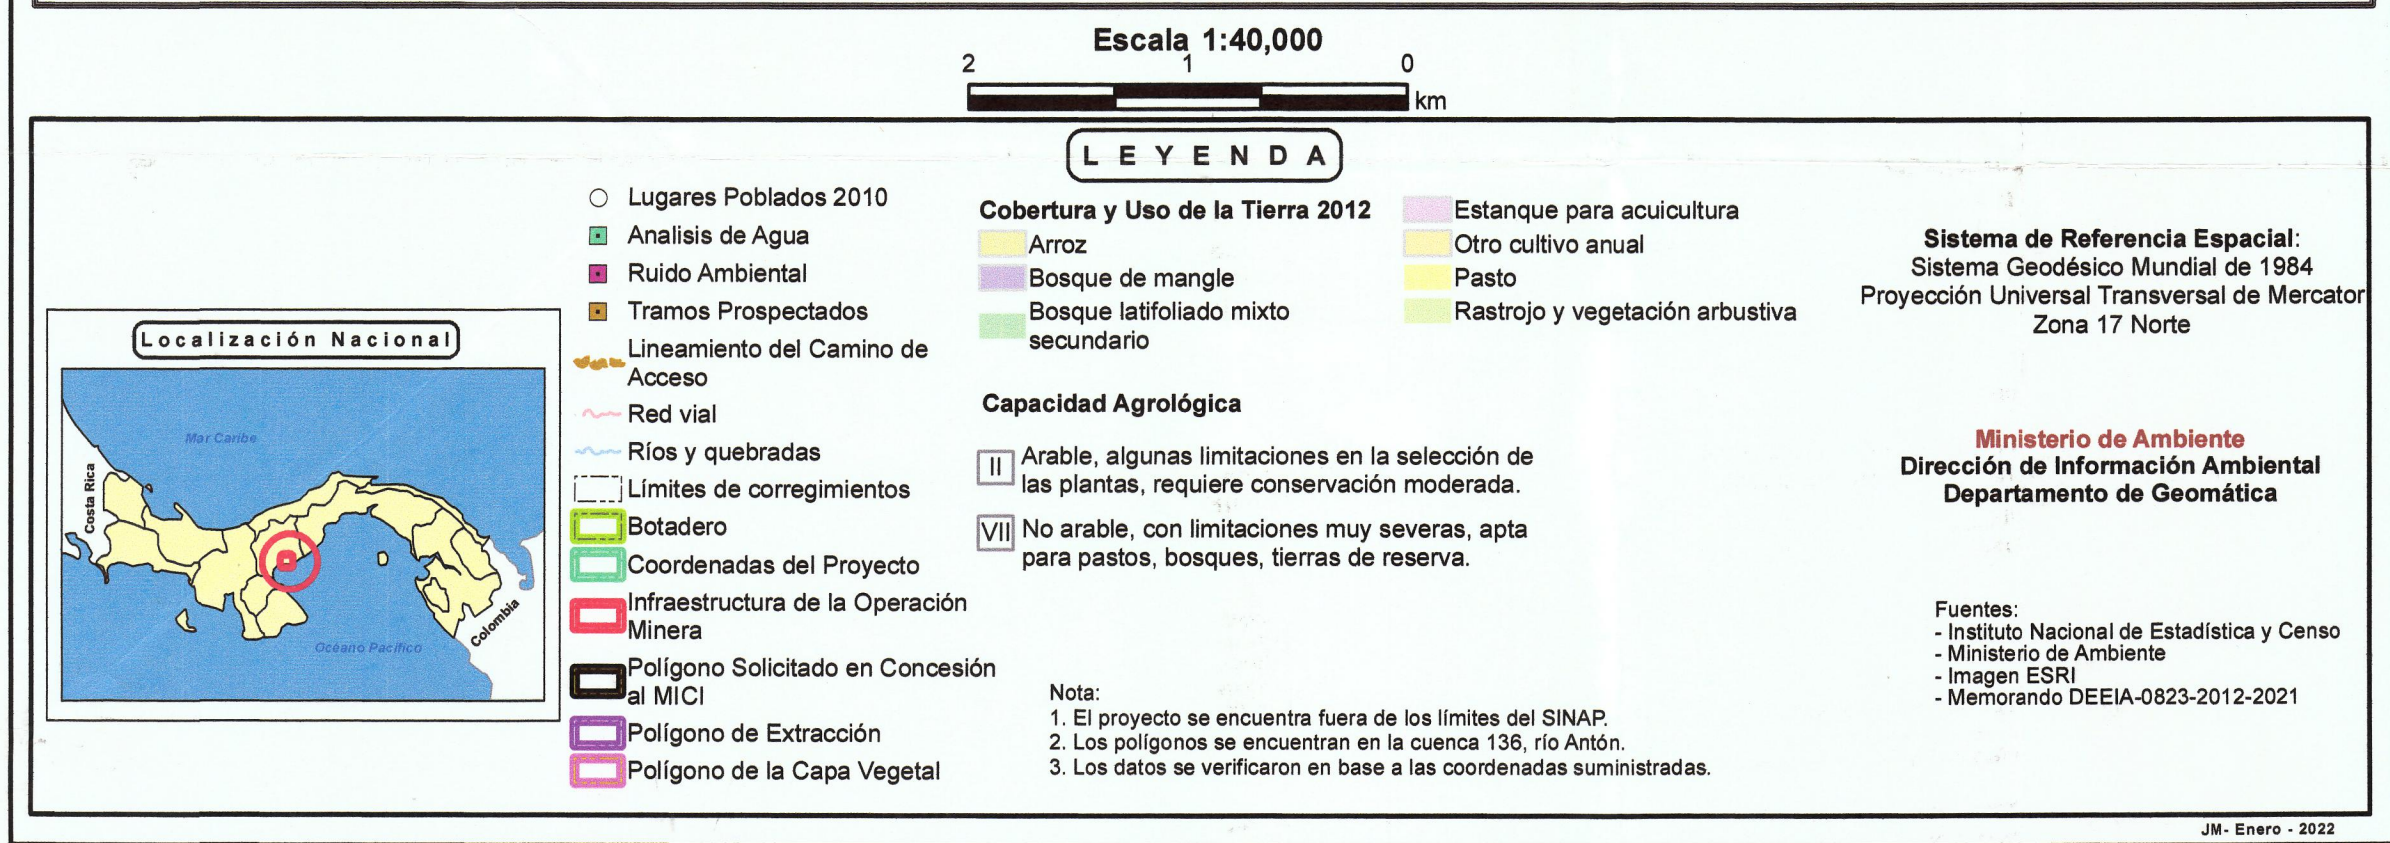 Escala 1:40,000
2 1 0
km
L E Y E N D A
Localización Nacional
Mar Caribe
Costa Rica
Colombia
Océano Pacífico
Lugares Poblados 2010
Analisis de Agua
Ruido Ambiental
Tramos Prospectados
Lineamiento del Camino de
Acceso
Red vial
Ríos y quebradas
Límites de corregimientos
Botadero
Coordenadas del Proyecto
Infraestructura de la Operación
Minera
Polígono Solicitado en Concesión
al MICI
Polígono de Extracción
Polígono de la Capa Vegetal
Cobertura y Uso de la Tierra 2012
Arroz
Bosque de mangle
Bosque latifoliado mixto
secundario
Estanque para acuicultura
Otro cultivo anual
Pasto
Rastrojo y vegetación arbustiva
Capacidad Agrológica
II Arable, algunas limitaciones en la selección de
las plantas, requiere conservación moderada.
VII No arable, con limitaciones muy severas, apta
para pastos, bosques, tierras de reserva.
Nota:
1. El proyecto se encuentra fuera de los límites del SINAP.
2. Los polígonos se encuentran en la cuenca 136, río Antón.
3. Los datos se verificaron en base a las coordenadas suministradas.
Sistema de Referencia Espacial:
Sistema Geodésico Mundial de 1984
Proyección Universal Transversal de Mercator
Zona 17 Norte
Ministerio de Ambiente
Dirección de Información Ambiental
Departamento de Geomática
Fuentes:
- Instituto Nacional de Estadística y Censo
- Ministerio de Ambiente
- Imagen ESRI
- Memorando DEEIA-0823-2012-2021
JM- Enero - 2022